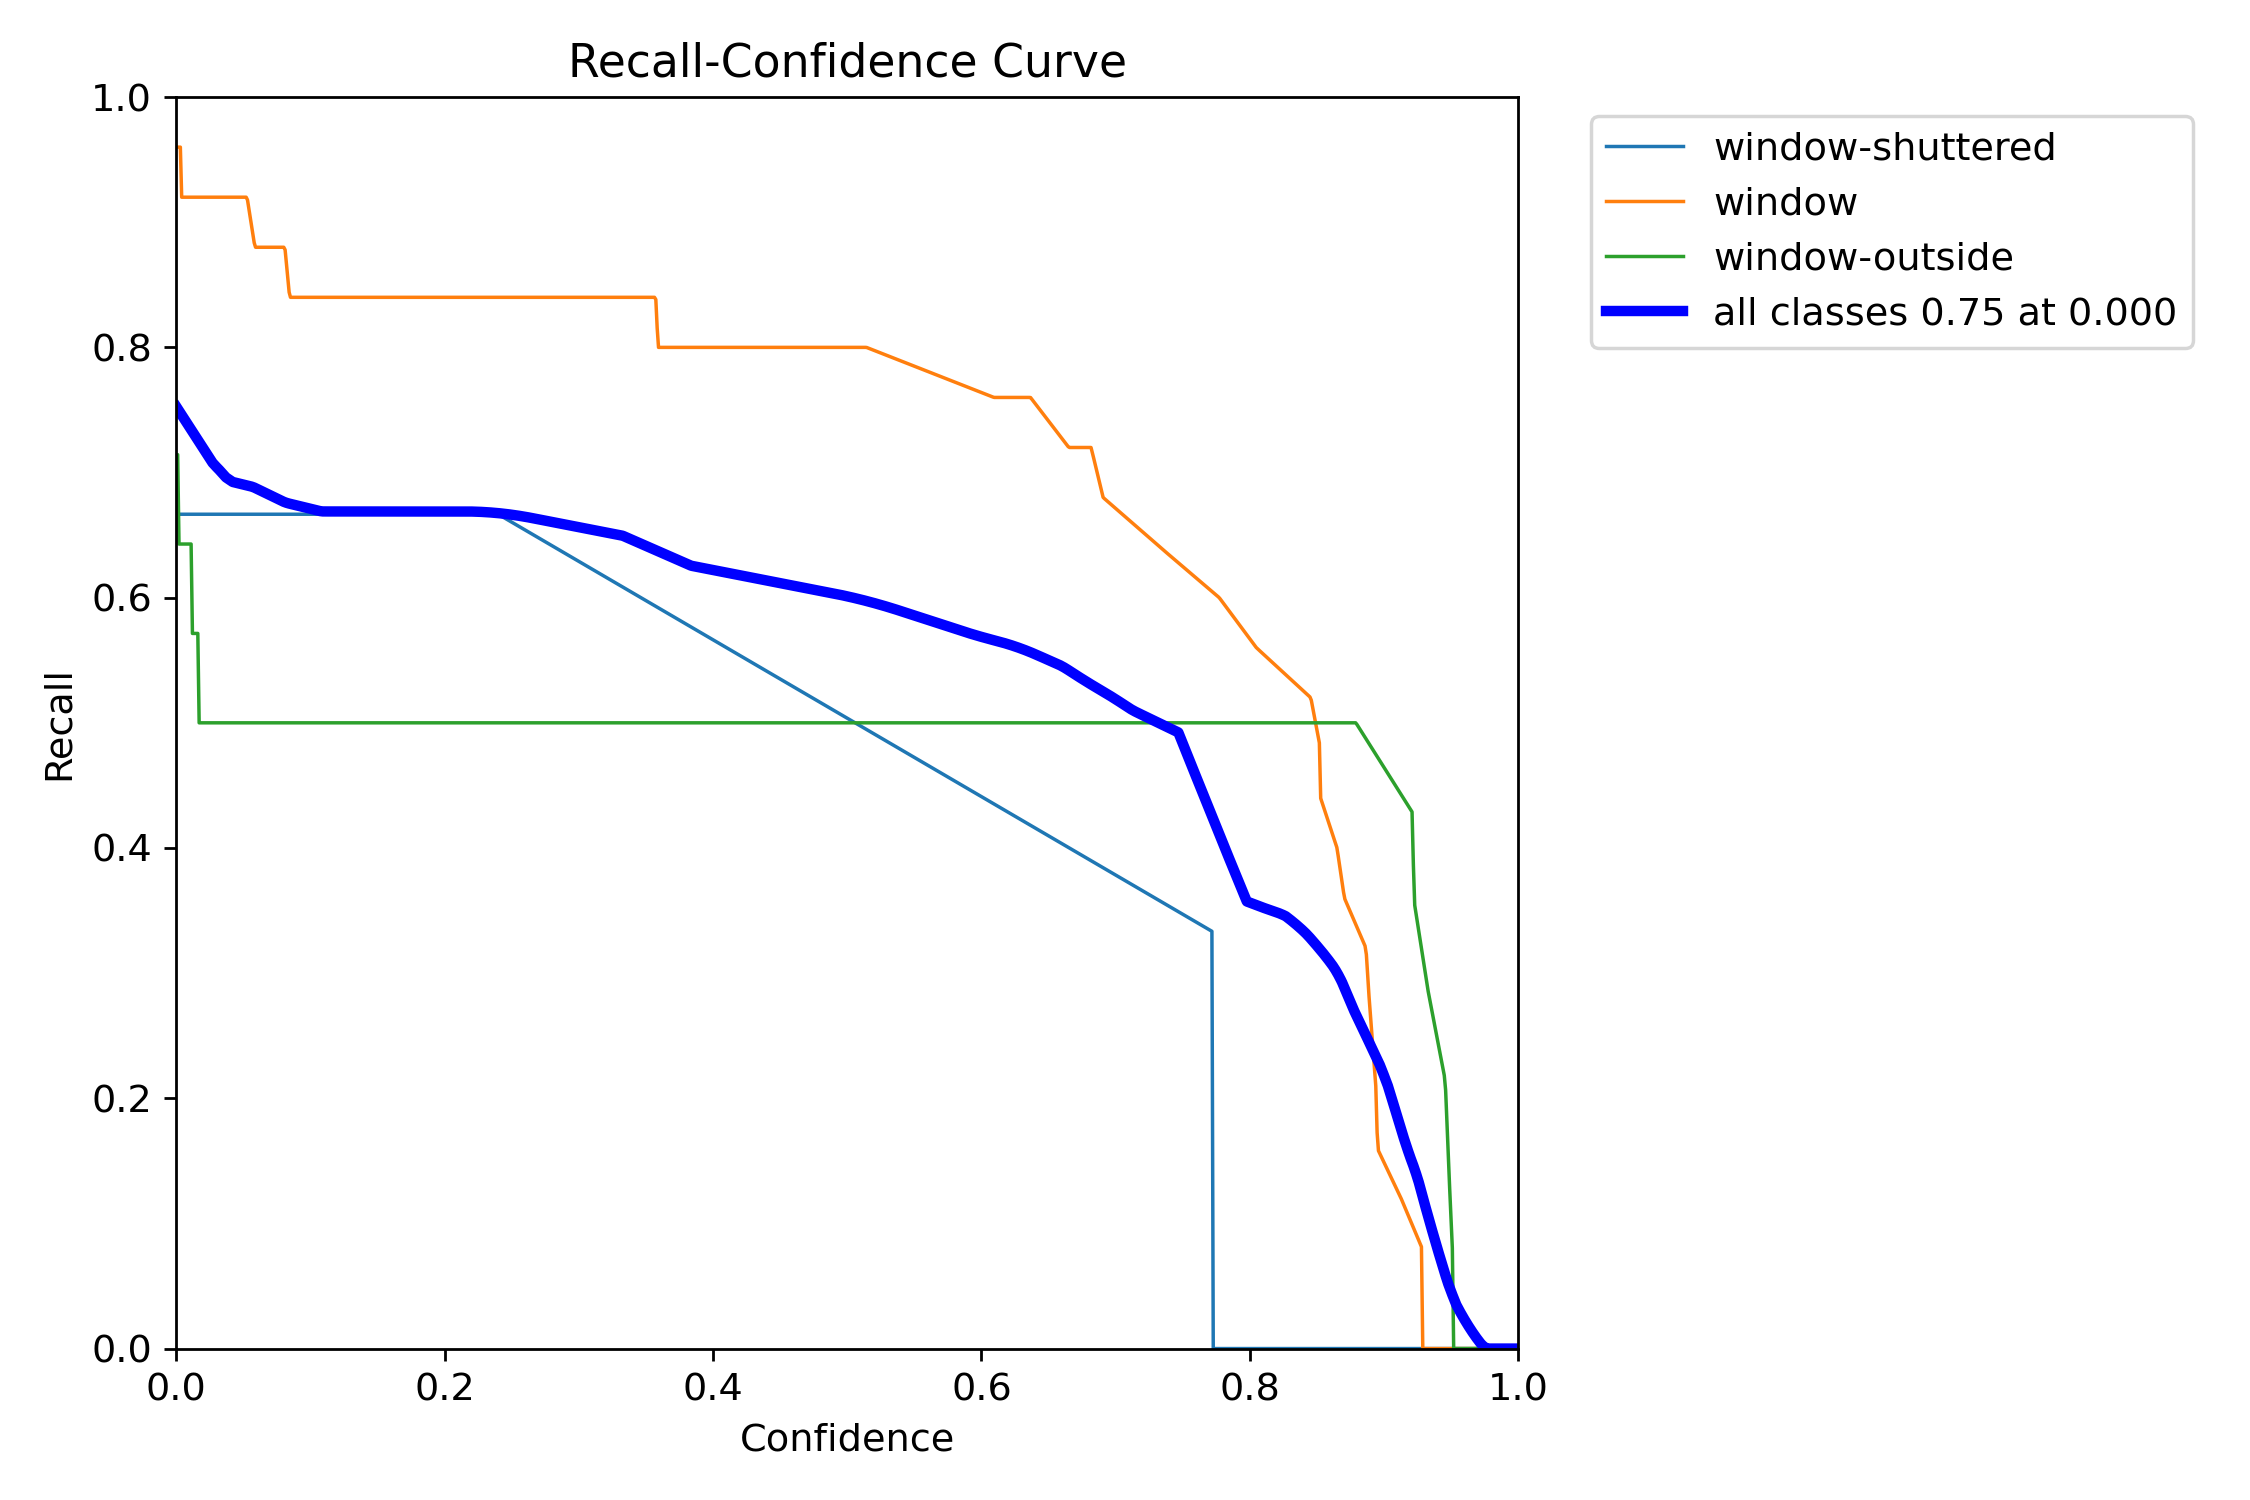 Recall-Confidence Curve
1.0
0.8
0.6
0.4
0.2
0.0
Recall
0.0 0.2 0.4 0.6 0.8 1.0
Confidence
window-shuttered
window
window-outside
all classes 0.75 at 0.000